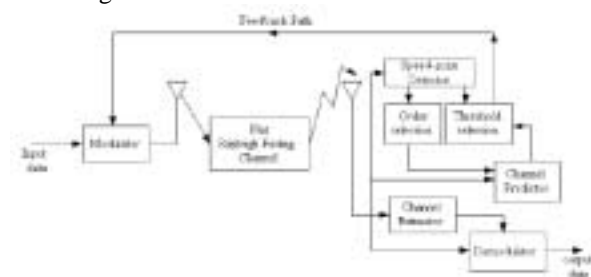 Feedback Path
Speed-point
Detector
Order
selection
Threshold
selection
Input
data
Modulator
Flat
Rayleigh Fading
Channel
Channel
Predictor
Channel
Estimator
Demodulator
output
data